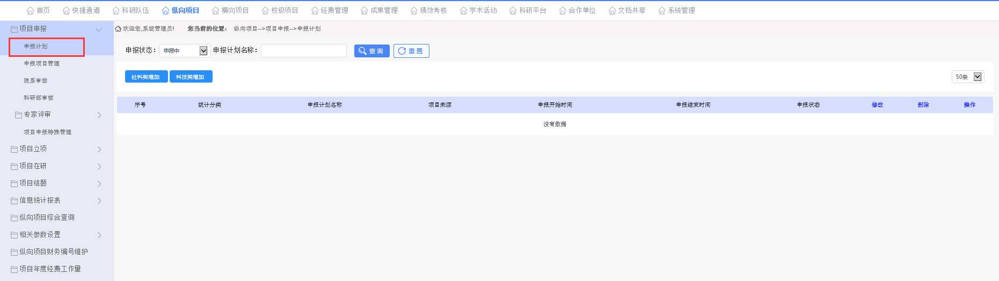 首页 快捷通道 科研队伍 纵向项目 横向项目 校级项目 经费管理 成果管理 绩效考核 学术活动 科研平台 合作单位 文档共享 系统管理
项目申报
申报计划
申报项目管理
院系审核
科研部审核
专家评审
项目申报特殊管理
项目立项
项目在研
项目结题
信息统计报表
纵向项目综合查询
相关参数设置
纵向项目财务编号维护
项目年度经费工作量
欢迎您,系统管理员! 您当前的位置: 纵向项目-->项目申报-->申报计划
申报状态: 申报中 申报计划名称: 查 询 重 置
社科类增加 科技类增加 50条
序号 统计分类 申报计划名称 项目来源 申报开始时间 申报结束时间 申报状态 修改 删除 操作
没有数据